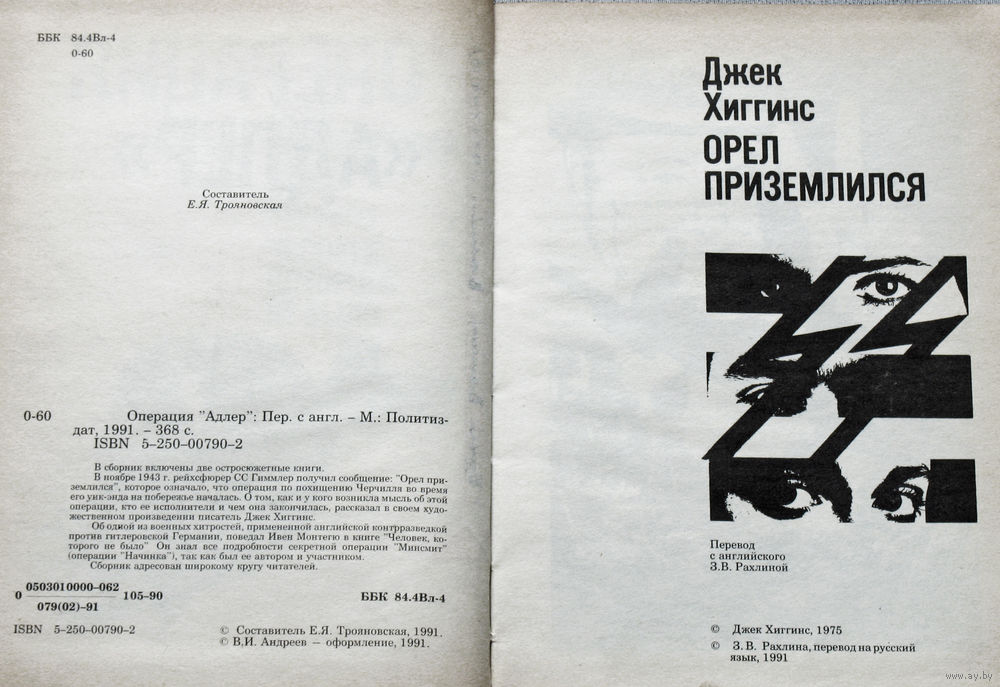 ББК 84.4Вл-4
0-60
Составитель
Е.Я. Трояновская
0-60 Операция "Адлер": Пер. с англ. – М.: Политиз-
дат, 1991. – 368 с.
ISBN 5–250–00790–2
В сборник включены две остросюжетные книги.
В ноябре 1943 г. рейхсфюрер СС Гиммлер получил сообщение: "Орел при-
землился", которое означало, что операция по похищению Черчилля во время
его уик-энда на побережье началась. О том, как и у кого возникла мысль об этой
операции, кто ее исполнители и чем она закончилась, рассказал в своем худо-
жественном произведении писатель Джек Хиггинс.
Об одной из военных хитростей, примененной английской контрразведкой
против гитлеровской Германии, поведал Ивен Монтегю в книге "Человек, ко-
торого не было" Он знал все подробности секретной операции "Минсмит"
(операции "Начинка"), так как был ее автором и участником.
Сборник адресован широкому кругу читателей.
0 0503010000–062
079(02)–91
105–90
ББК 84.4Вл-4
ISBN 5–250–00790–2
© Составитель Е.Я. Трояновская, 1991.
© В.И. Андреев – оформление, 1991.
Джек
Хиггинс
ОРЕЛ
ПРИЗЕМЛИЛСЯ
Перевод
с английского
З.В. Рахлиной
© Джек Хиггинс, 1975
© З.В. Рахлина, перевод на русский
язык, 1991
www.ay.by